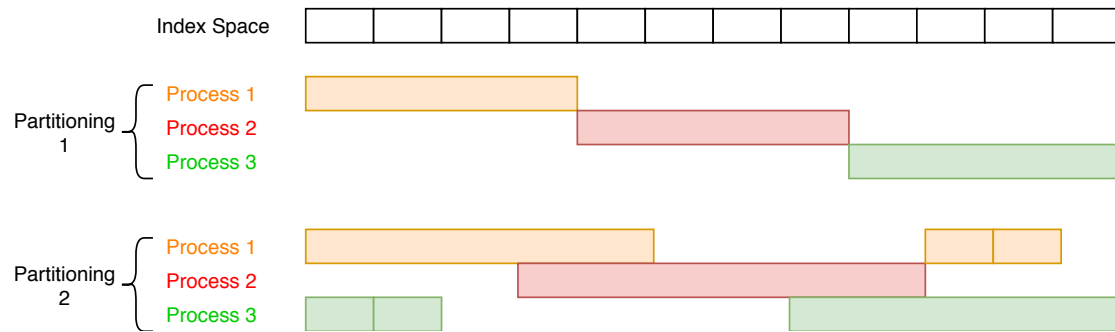 Index Space
Process 1
Partitioning
1
Process 2
Process 3
Process 1
Partitioning
2
Process 2
Process 3